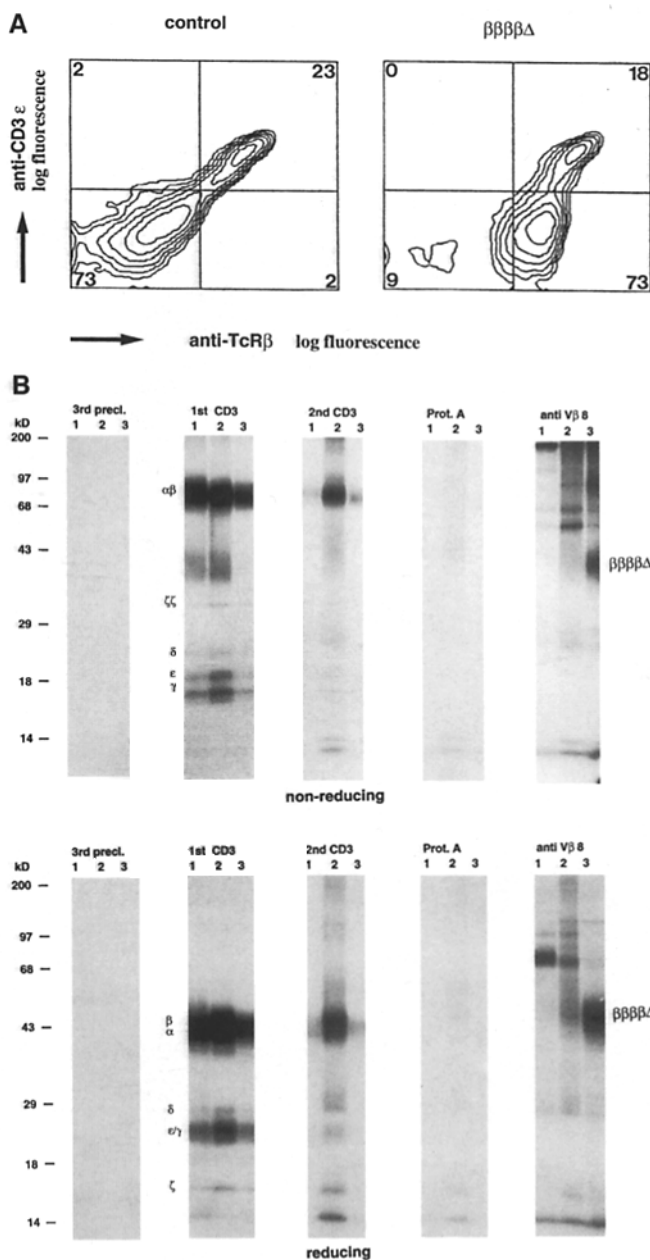 A
control
ββββΔ
2 23
0 18
anti-CD3 ε
log fluorescence
73 2
9 73
anti-TcRβ log fluorescence
B
3rd precl. 1st CD3 2nd CD3 Prot. A anti Vβ 8
kD 1 2 3 1 2 3 1 2 3 1 2 3 1 2 3
200
97
αβ
68
43
ββββΔ
ζζ
29
δ
ε
18
γ
14
non-reducing
3rd precl. 1st CD3 2nd CD3 Prot. A anti Vβ 8
kD 1 2 3 1 2 3 1 2 3 1 2 3 1 2 3
200
97
68
β
ββββΔ
43 α
29
δ
ε/γ
18
ζ
14
reducing